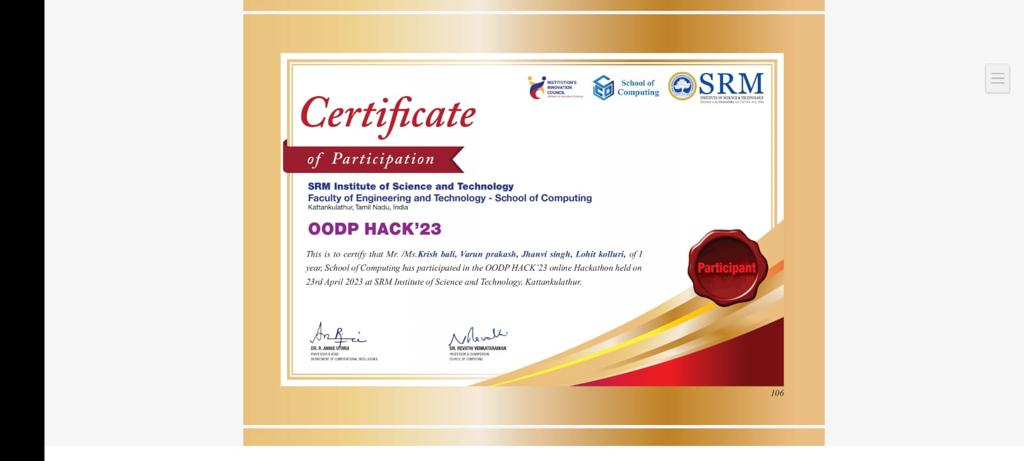 INSTITUTION'S
INNOVATION
COUNCIL
School of
Computing
SRM
INSTITUTE OF SCIENCE & TECHNOLOGY
Certificate
of Participation
SRM Institute of Science and Technology
Faculty of Engineering and Technology - School of Computing
Kattankulathur, Tamil Nadu, India
OODP HACK'23
This is to certify that Mr. /Ms.Krish bali, Varun prakash, Jhanvi singh, Lohit kolluri, of I
year, School of Computing has participated in the OODP HACK'23 online Hackathon held on
23rd April 2023 at SRM Institute of Science and Technology, Kattankulathur.
Participant
DR. R. ANNIE UTHRA
PROFESSOR & HEAD
DEPARTMENT OF COMPUTATIONAL INTELLIGENCE
DR. REVATHI VENKATARAMAN
PROFESSOR & CHAIRPERSON
SCHOOL OF COMPUTING
106